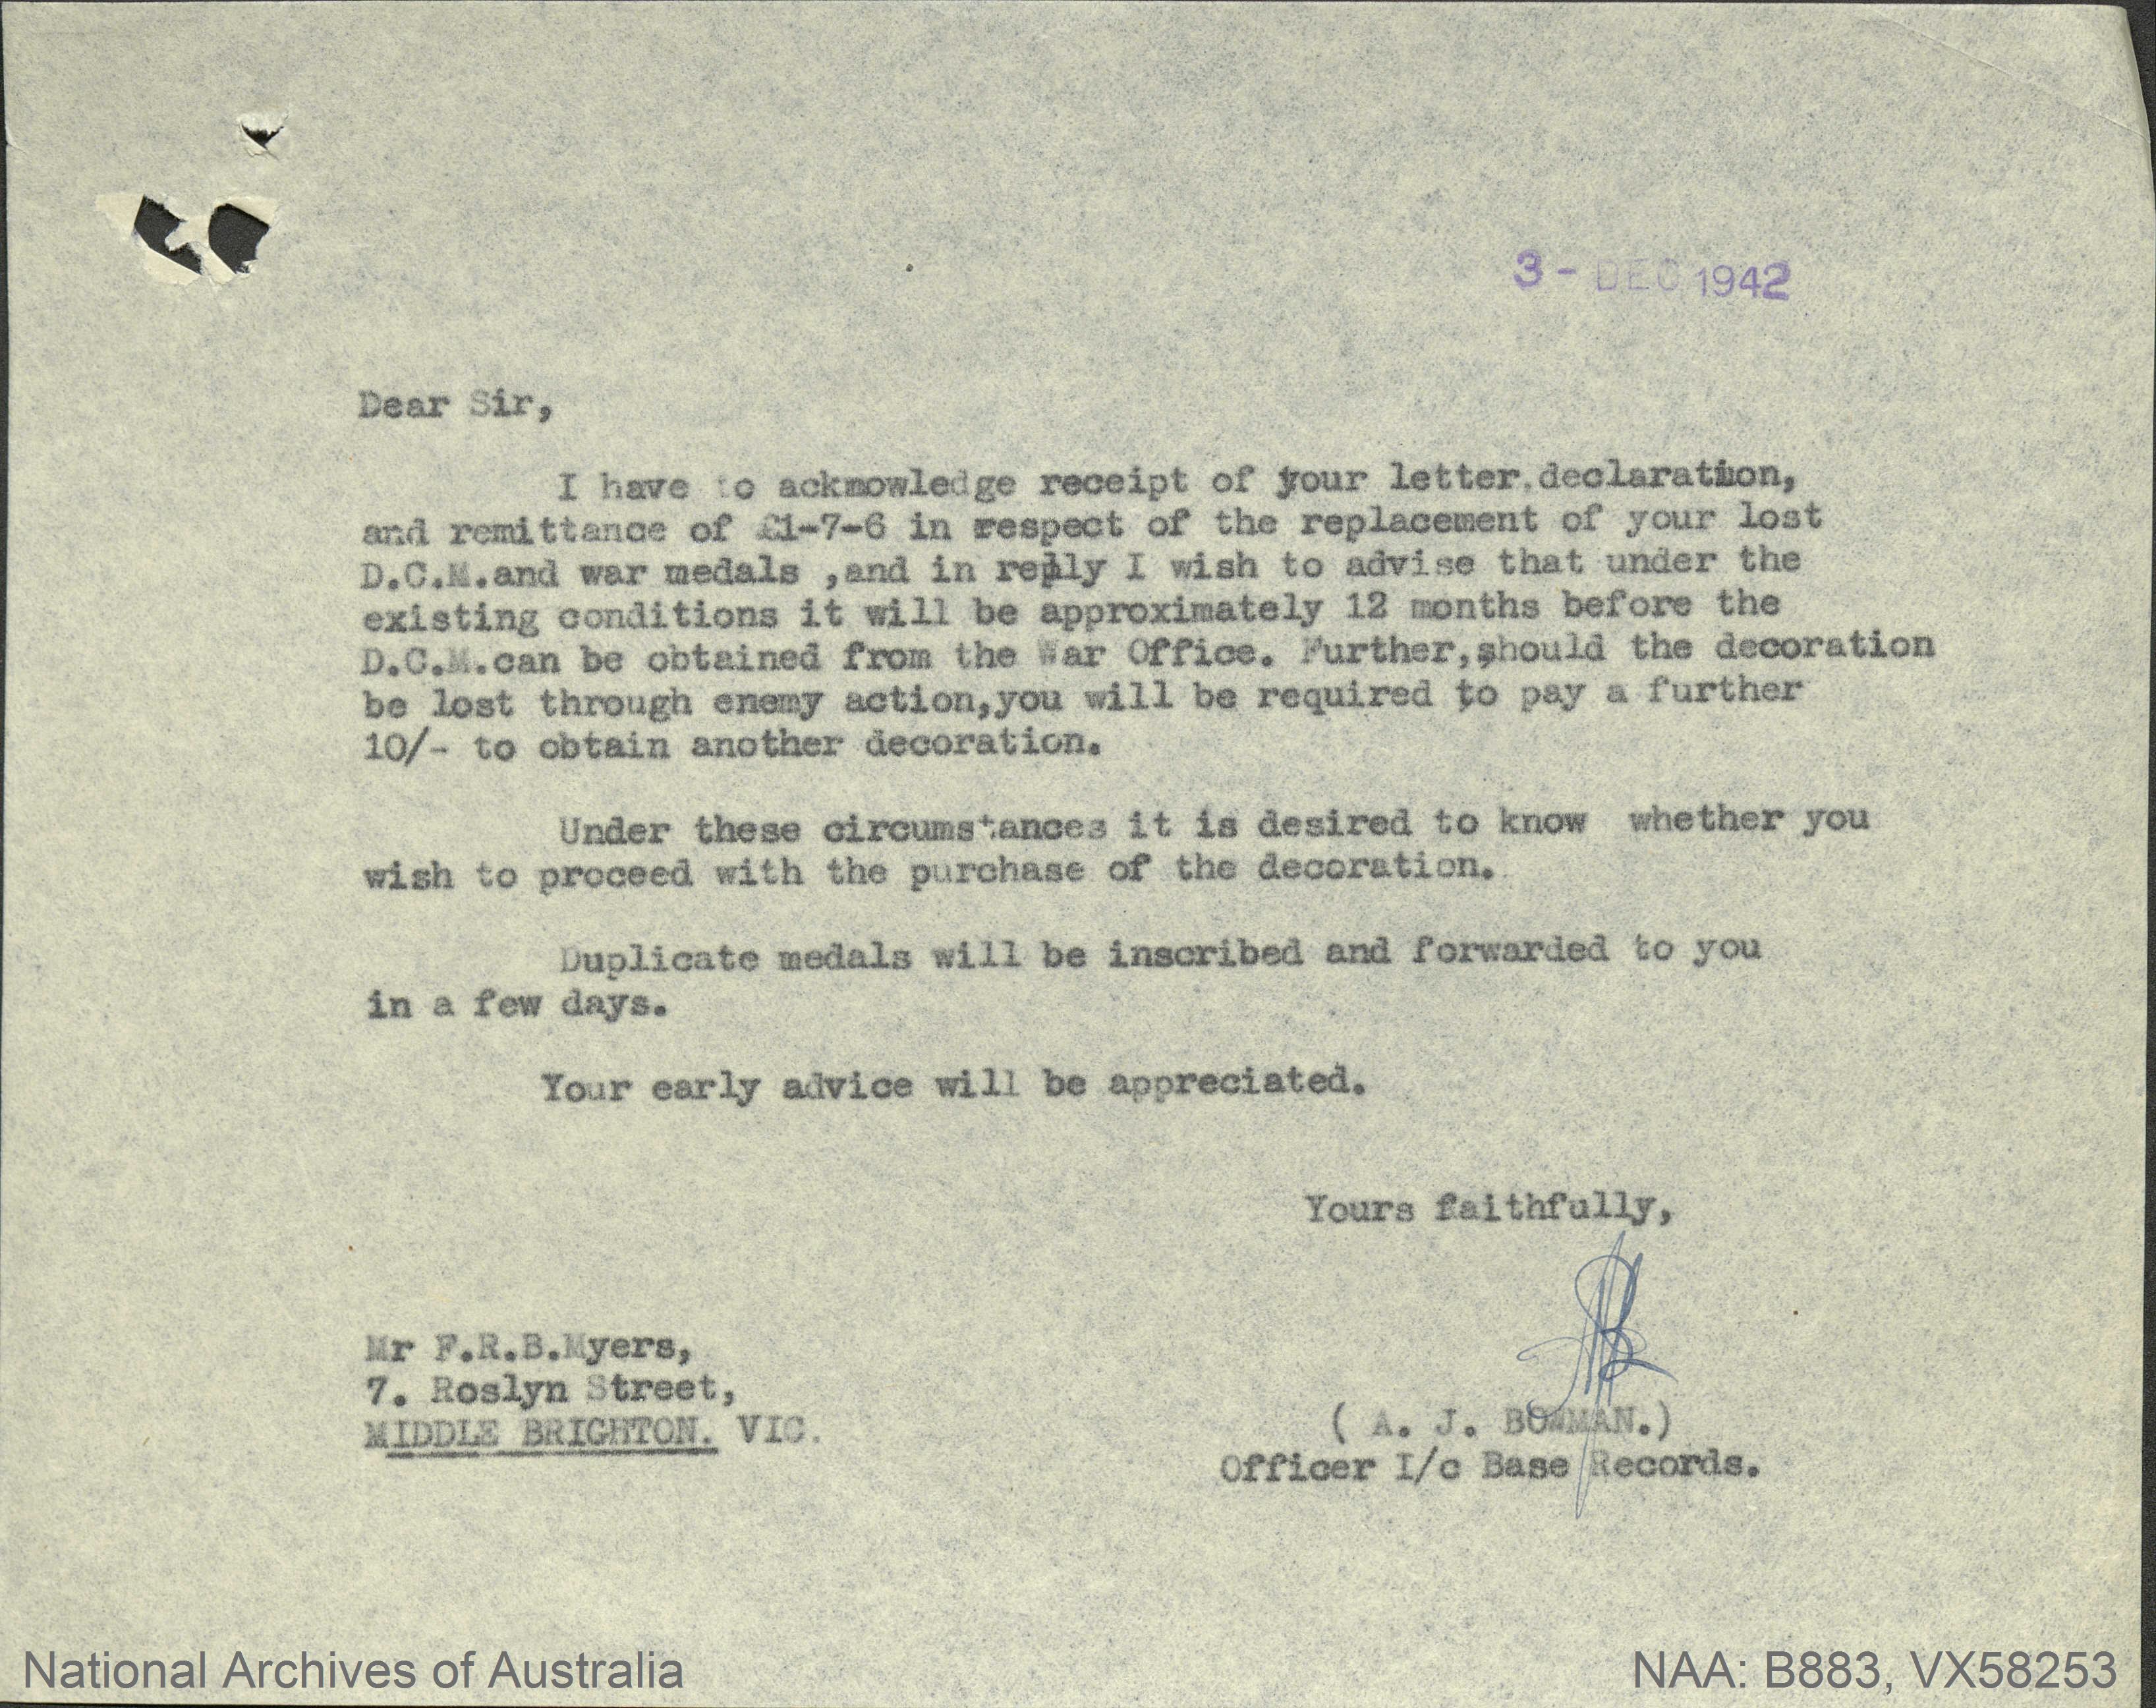 3 - DEC 1942
Dear Sir,
I have to acknowledge receipt of your letter,declaration,
and remittance of £1-7-6 in respect of the replacement of your lost
D.C.M.and war medals ,and in reply I wish to advise that under the
existing conditions it will be approximately 12 months before the
D.C.M.can be obtained from the War Office. Further,should the decoration
be lost through enemy action,you will be required to pay a further
10/- to obtain another decoration.
Under these circumstances it is desired to know  whether you
wish to proceed with the purchase of the decoration.
Duplicate medals will be inscribed and forwarded to you
in a few days.
Your early advice will be appreciated.
Yours faithfully,
Mr F.R.B.Myers,
7. Roslyn Street,
MIDDLE BRIGHTON. VIC.
( A. J. BOWMAN.)
Officer I/c Base Records.
National Archives of Australia
NAA: B883, VX58253